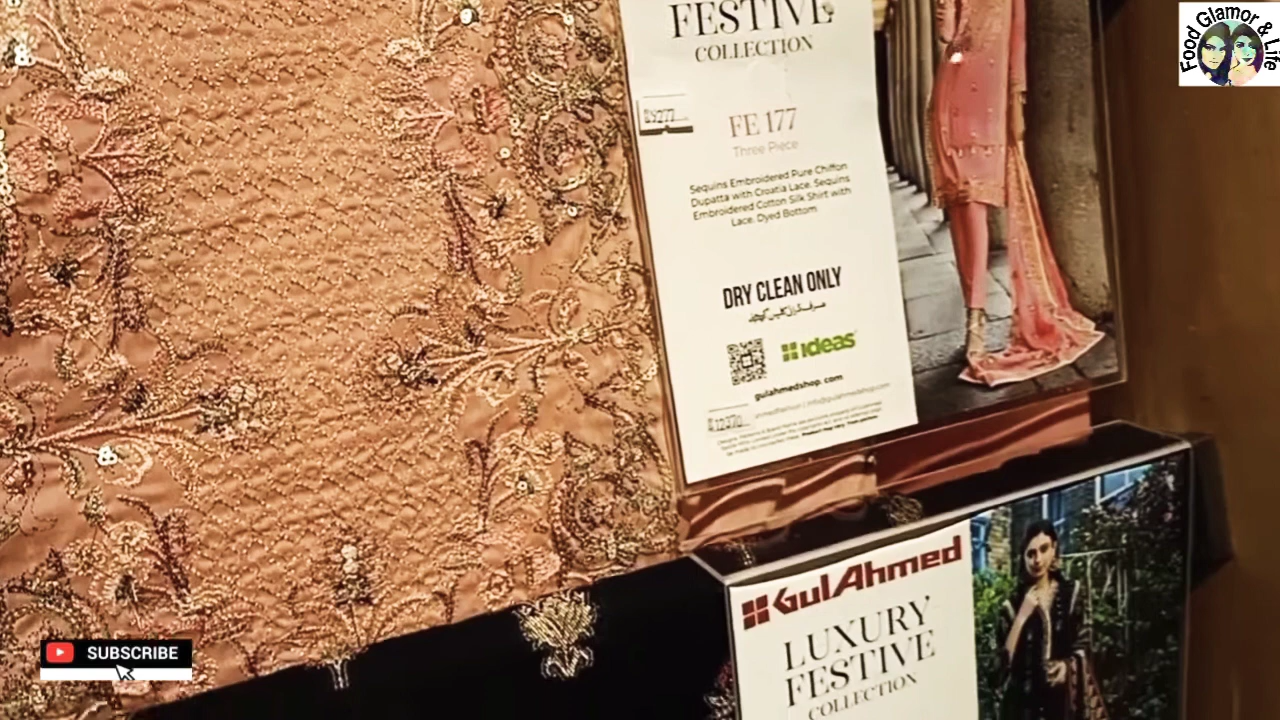 FESTIVE
COLLECTION
FE 177
Three Piece
Sequins Embroidered Pure Chiffon
Dupatta with Croatia Lace. Sequins
Embroidered Cotton Silk Shirt with
Lace. Dyed Bottom
DRY CLEAN ONLY
ideas
gulahmedshop.com
GulAhmed
LUXURY
FESTIVE
COLLECTION
Food Glamor & Life
SUBSCRIBE